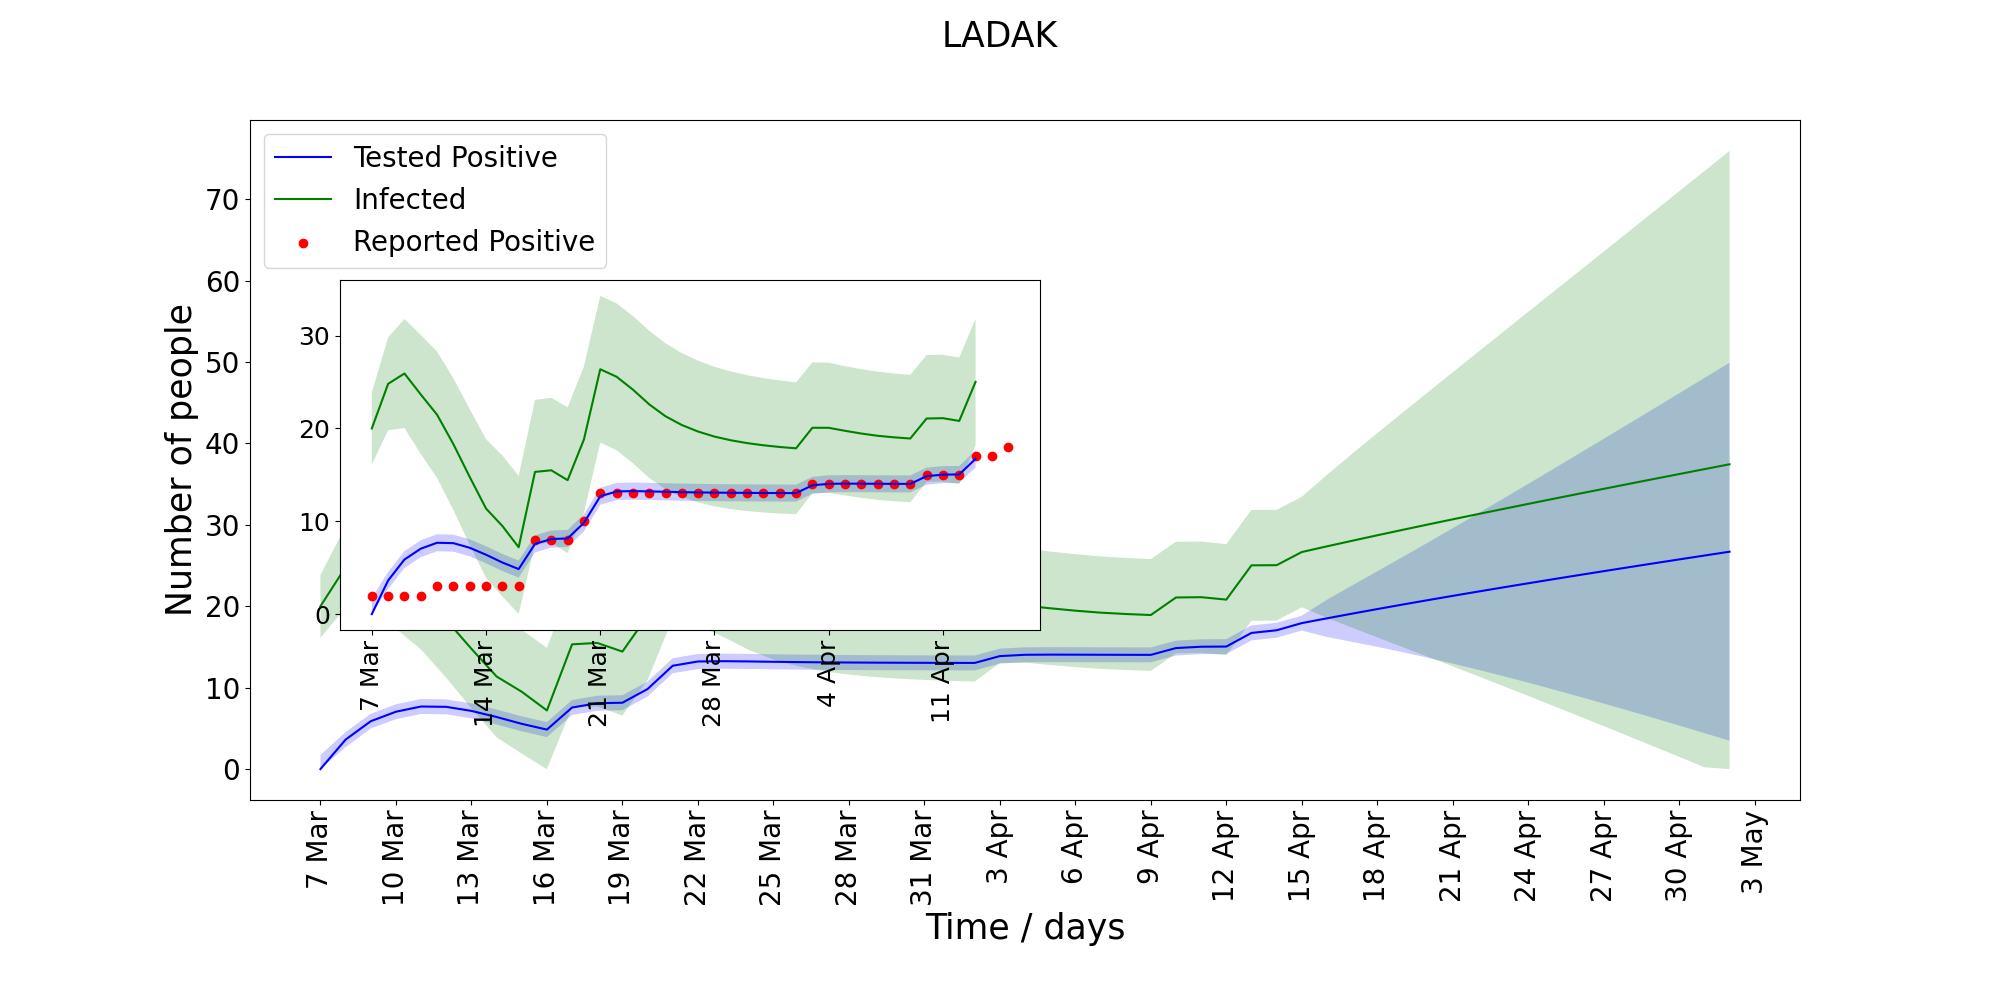 LADAK
Tested Positive
Infected
Reported Positive
Number of people
70
60
50
40
30
20
10
0
30
20
10
0
7 Mar
14 Mar
21 Mar
28 Mar
4 Apr
11 Apr
7 Mar
10 Mar
13 Mar
16 Mar
19 Mar
22 Mar
25 Mar
28 Mar
31 Mar
3 Apr
6 Apr
9 Apr
12 Apr
15 Apr
18 Apr
21 Apr
24 Apr
27 Apr
30 Apr
3 May
Time / days